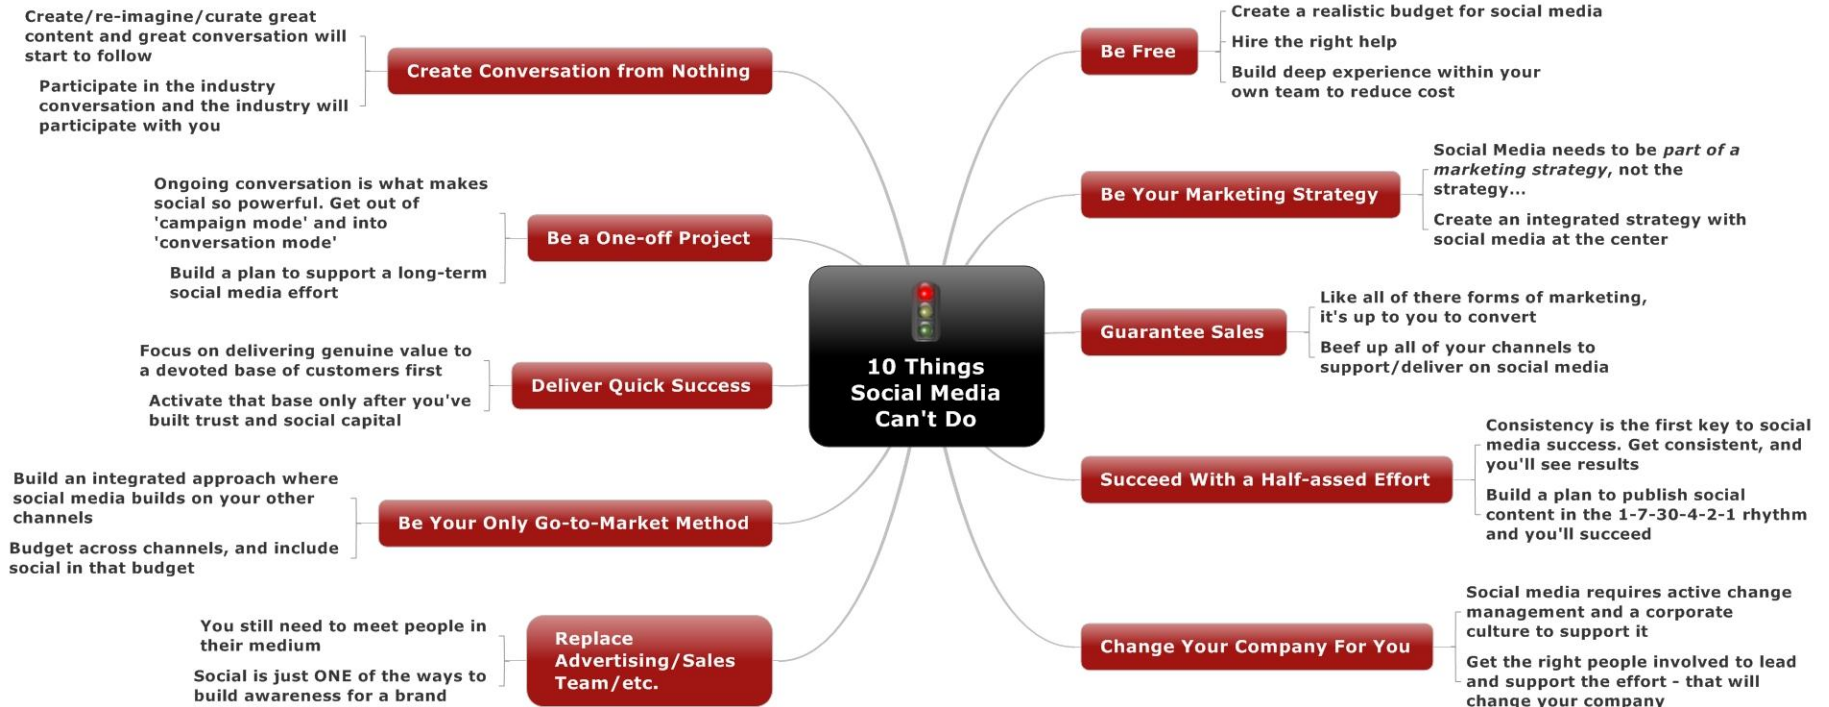 10 Things
Social Media
Can't Do
Be Free
Create a realistic budget for social media
Hire the right help
Build deep experience within your
own team to reduce cost
Be Your Marketing Strategy
Social Media needs to be part of a
marketing strategy, not the
strategy...
Create an integrated strategy with
social media at the center
Guarantee Sales
Like all of there forms of marketing,
it's up to you to convert
Beef up all of your channels to
support/deliver on social media
Succeed With a Half-assed Effort
Consistency is the first key to social
media success. Get consistent, and
you'll see results
Build a plan to publish social
content in the 1-7-30-4-2-1 rhythm
and you'll succeed
Change Your Company For You
Social media requires active change
management and a corporate
culture to support it
Get the right people involved to lead
and support the effort - that will
change your company
Create Conversation from Nothing
Create/re-imagine/curate great
content and great conversation will
start to follow
Participate in the industry
conversation and the industry will
participate with you
Be a One-off Project
Ongoing conversation is what makes
social so powerful. Get out of
'campaign mode' and into
'conversation mode'
Build a plan to support a long-term
social media effort
Deliver Quick Success
Focus on delivering genuine value to
a devoted base of customers first
Activate that base only after you've
built trust and social capital
Be Your Only Go-to-Market Method
Build an integrated approach where
social media builds on your other
channels
Budget across channels, and include
social in that budget
Replace
Advertising/Sales
Team/etc.
You still need to meet people in
their medium
Social is just ONE of the ways to
build awareness for a brand